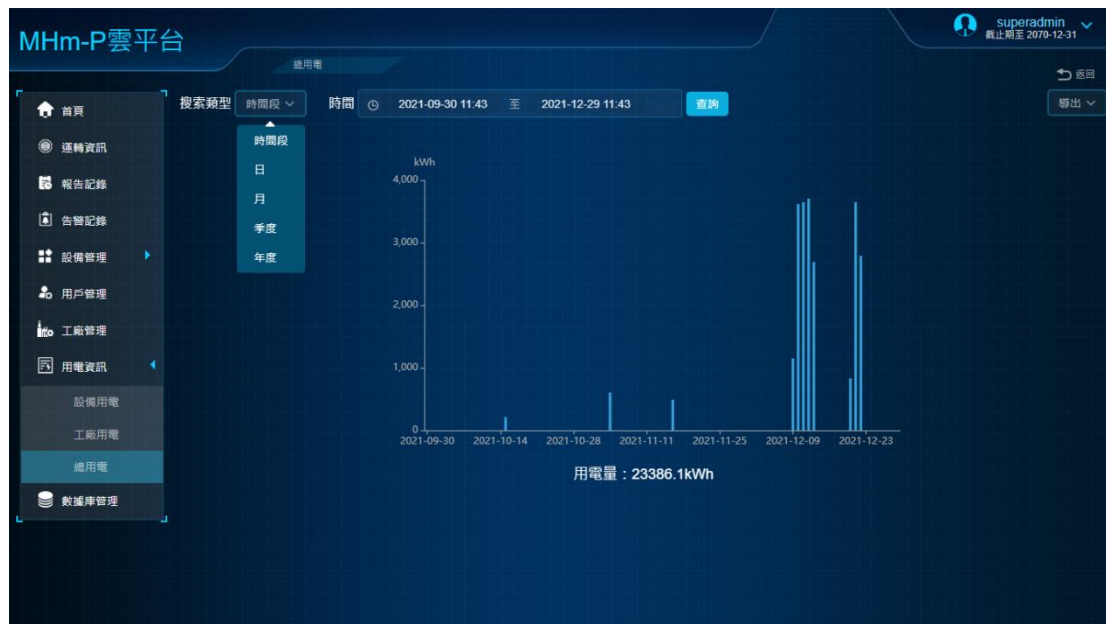 MHm-P雲平台
superadmin
截止期至 2070-12-31
總用電
返回
搜索類型 時間段 時間 2021-09-30 11:43 至 2021-12-29 11:43 查詢 導出
首頁
運轉資訊
報告記錄
告警記錄
設備管理
用戶管理
工廠管理
用電資訊
設備用電
工廠用電
總用電
數據庫管理
時間段
日
月
季度
年度
kWh
4,000
3,000
2,000
1,000
0
2021-09-30 2021-10-14 2021-10-28 2021-11-11 2021-11-25 2021-12-09 2021-12-23
用電量：23386.1kWh